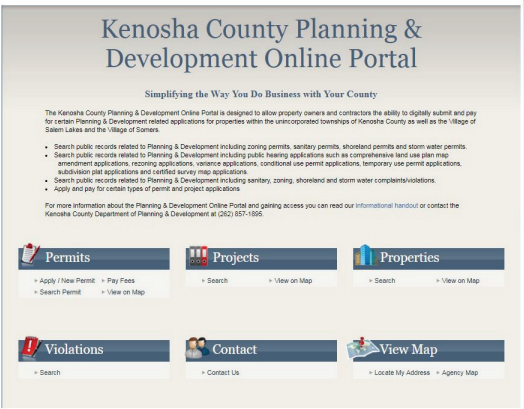 Kenosha County Planning &
Development Online Portal
Simplifying the Way You Do Business with Your County
The Kenosha County Planning & Development Online Portal is designed to allow property owners and contractors the ability to digitally submit and pay
for certain Planning & Development related applications for properties within the unincorporated townships of Kenosha County as well as the Village of
Salem Lakes and the Village of Somers.
• Search public records related to Planning & Development including zoning permits, sanitary permits, shoreland permits and storm water permits.
• Search public records related to Planning & Development including public hearing applications such as comprehensive land use plan map
amendment applications, rezoning applications, variance applications, conditional use permit applications, temporary use permit applications,
subdivision plat applications and certified survey map applications.
• Search public records related to Planning & Development including sanitary, zoning, shoreland and storm water complaints/violations.
• Apply and pay for certain types of permit and project applications
For more information about the Planning & Development Online Portal and gaining access you can read our informational handout or contact the
Kenosha County Department of Planning & Development at (262) 857-1895.
Permits
Apply / New Permit Pay Fees
Search Permit View on Map
Projects
Search View on Map
Properties
Search View on Map
Violations
Search
Contact
Contact Us
View Map
Locate My Address Agency Map